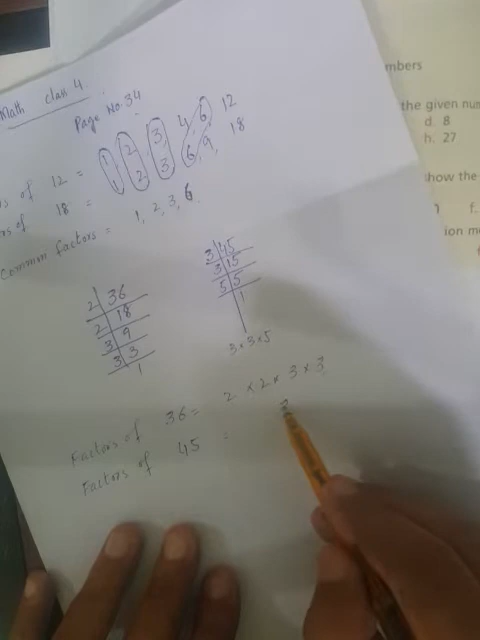 Math class 4
Page No. 34
s of 12 = 1, 2, 3, 4, 6, 12
rs of 18 = 1, 2, 3, 6, 9, 18
Common factors = 1, 2, 3, 6
2 36
2 18
3 9
3 3
1
3 45
3 15
5 5
1
3 × 3 × 5
Factors of 36 = 2 × 2 × 3 × 3
Factors of 45 = 3
mbers
the given nu
d. 8
h. 27
how the
f.
ion m